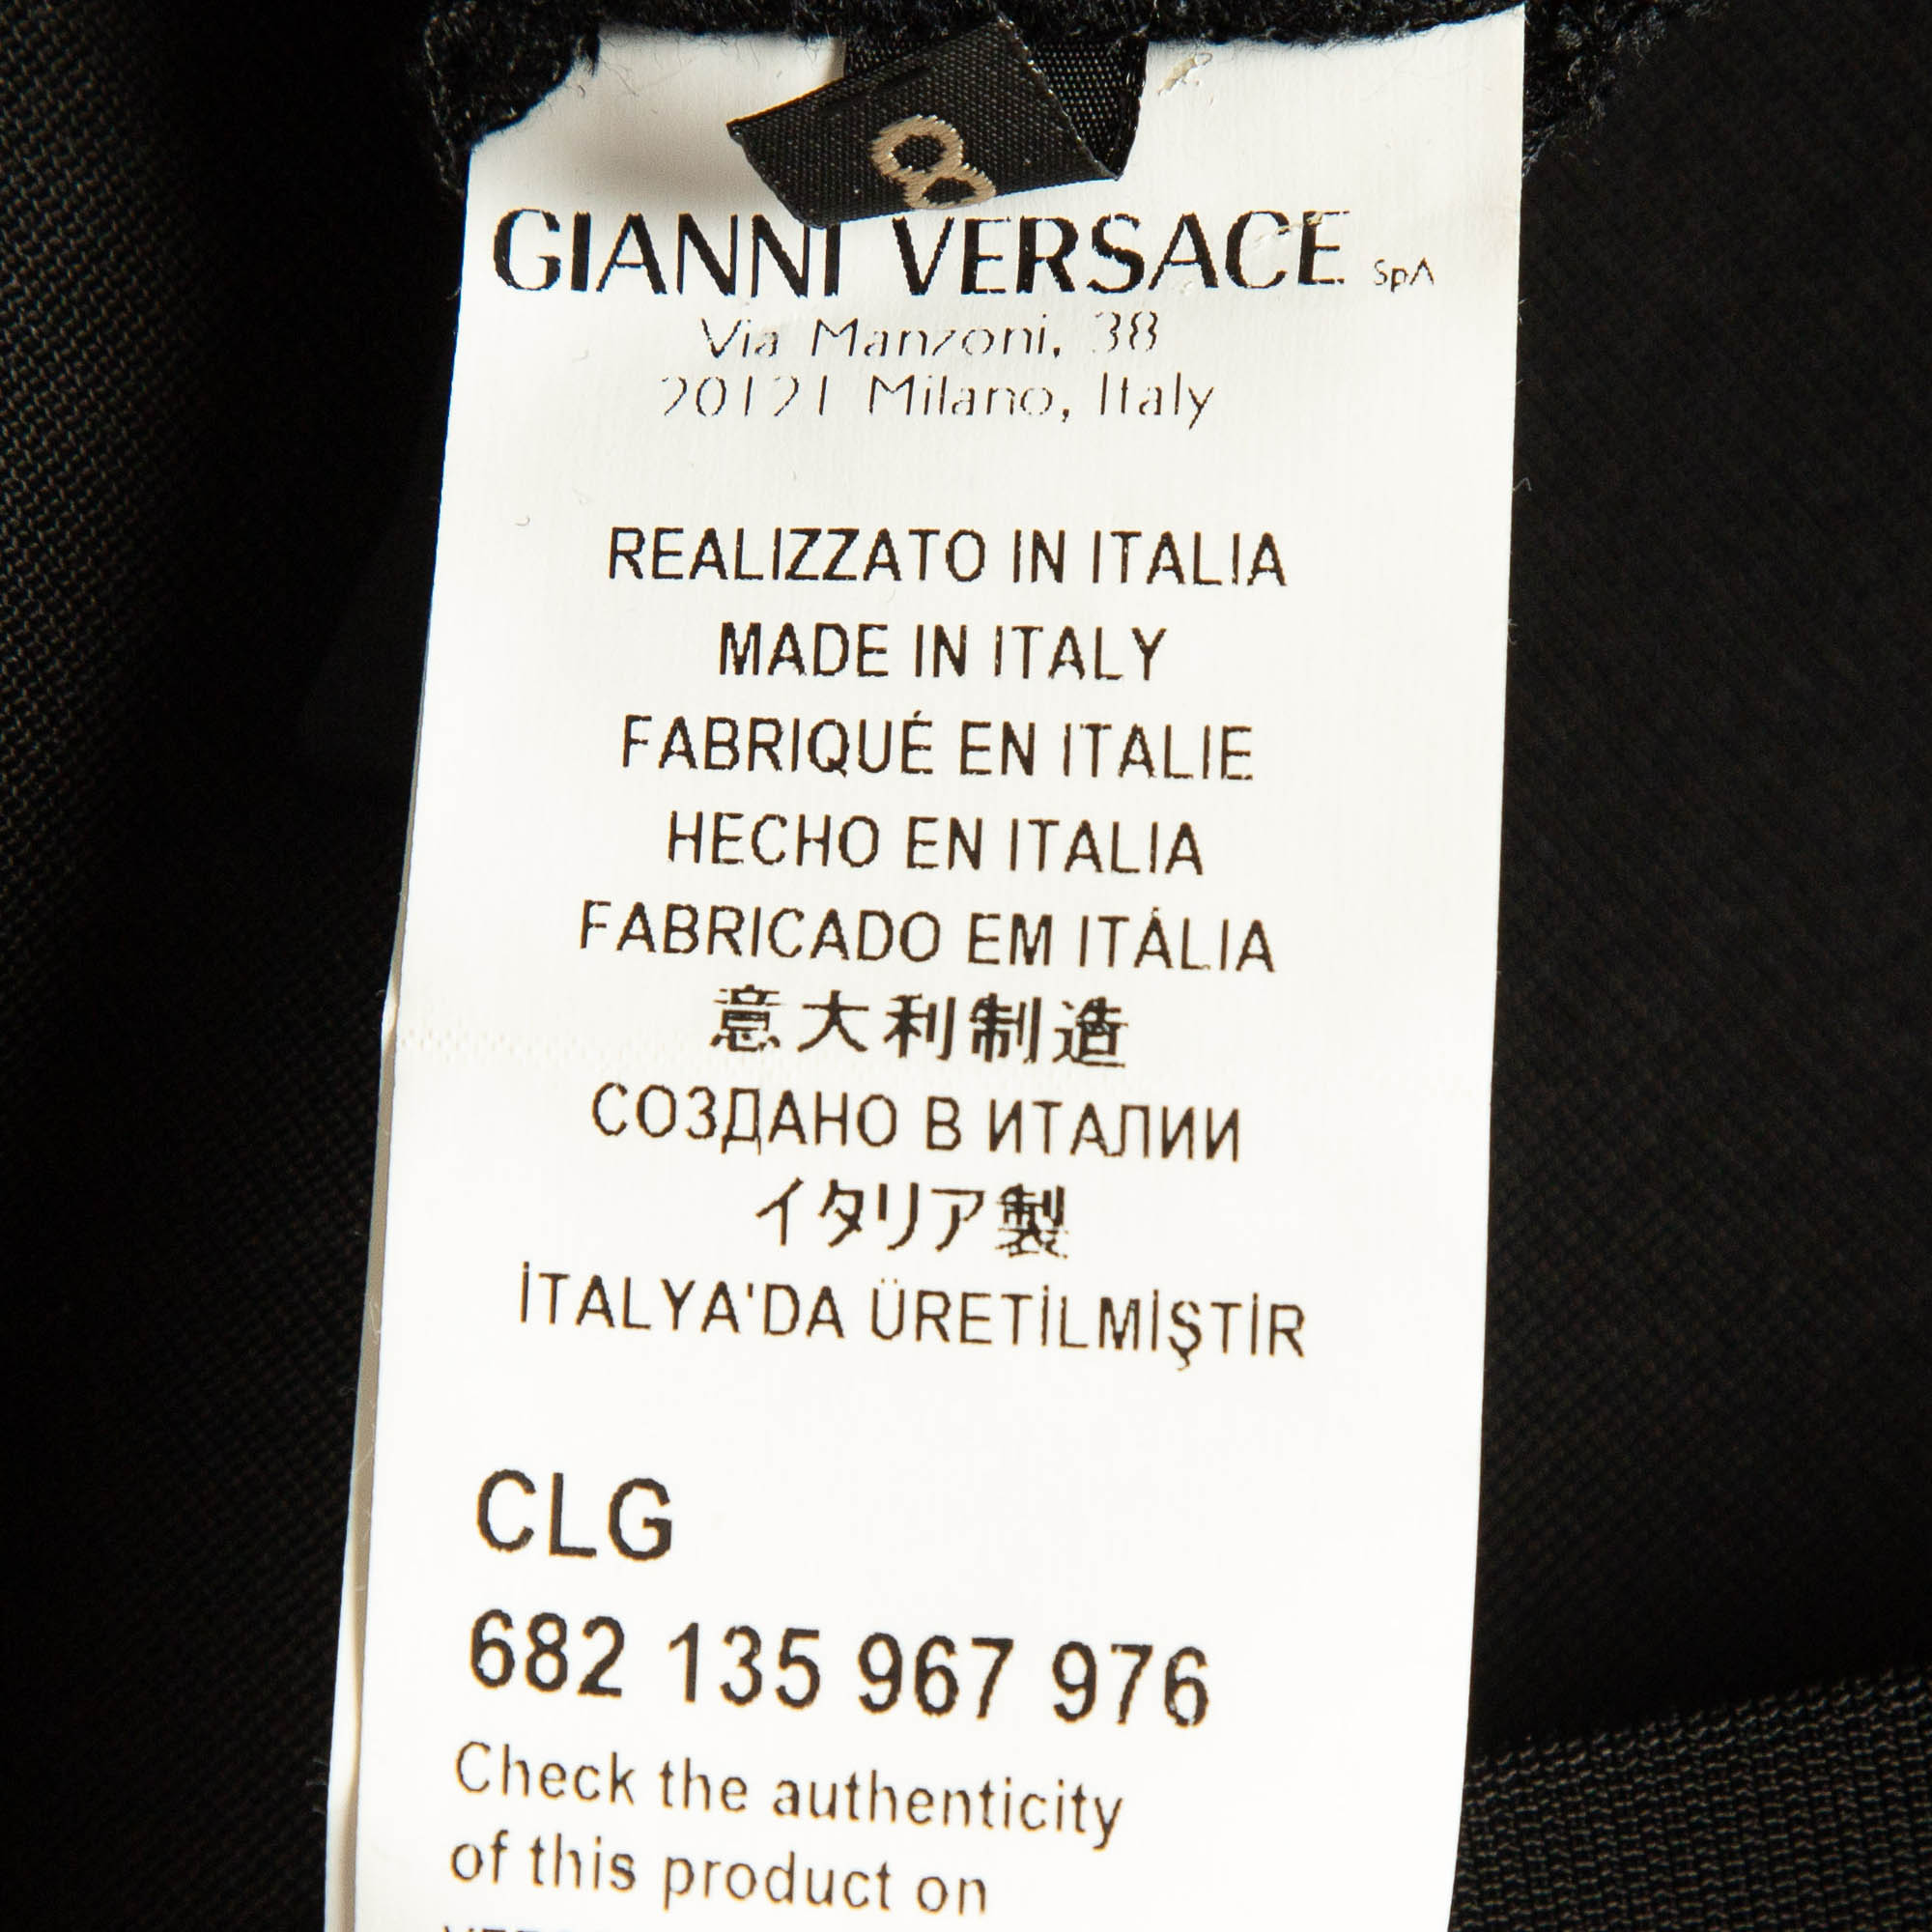 8
GIANNI VERSACE SpA
Via Manzoni, 38
20121 Milano, Italy
REALIZZATO IN ITALIA
MADE IN ITALY
FABRIQUÉ EN ITALIE
HECHO EN ITALIA
FABRICADO EM ITÁLIA
意大利制造
СОЗДАНО В ИТАЛИИ
イタリア製
İTALYA'DA ÜRETİLMİŞTİR
CLG
682 135 967 976
Check the authenticity
of this product on